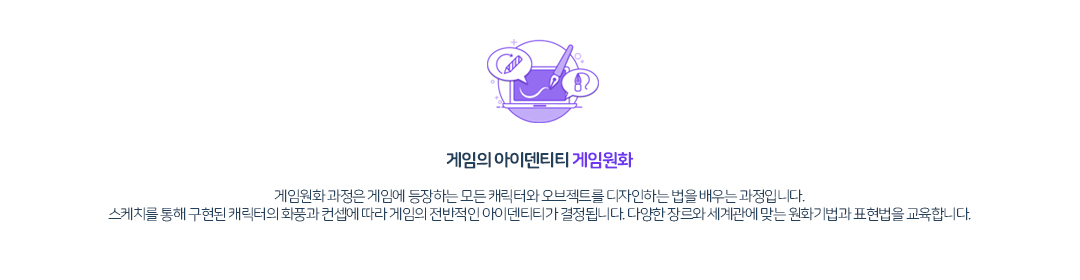 게임의 아이덴티티 게임원화
게임원화 과정은 게임에 등장하는 모든 캐릭터와 오브젝트를 디자인하는 법을 배우는 과정입니다.
스케치를 통해 구현된 캐릭터의 화풍과 컨셉에 따라 게임의 전반적인 아이덴티티가 결정됩니다. 다양한 장르와 세계관에 맞는 원화기법과 표현법을 교육합니다.